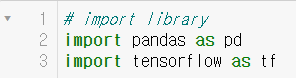 1 # import library
2 import pandas as pd
3 import tensorflow as tf